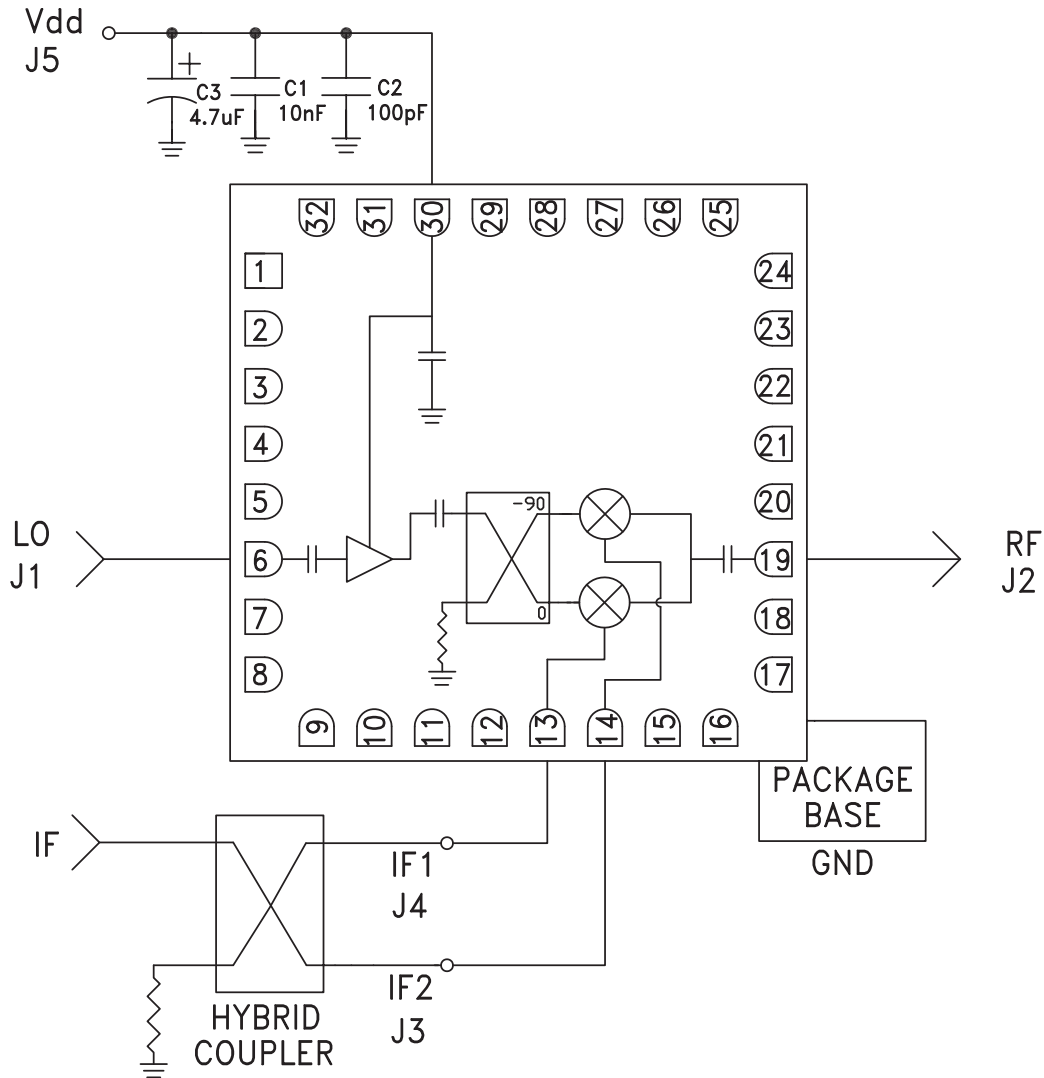 Vdd
J5
C3
4.7uF
C1
10nF
C2
100pF
32 31 30 29 28 27 26 25
1
2
3
4
5
6
7
8
24
23
22
21
20
19
18
17
-90
0
LO
J1
RF
J2
9 10 11 12 13 14 15 16
PACKAGE
BASE
GND
IF
IF1
J4
IF2
J3
HYBRID
COUPLER